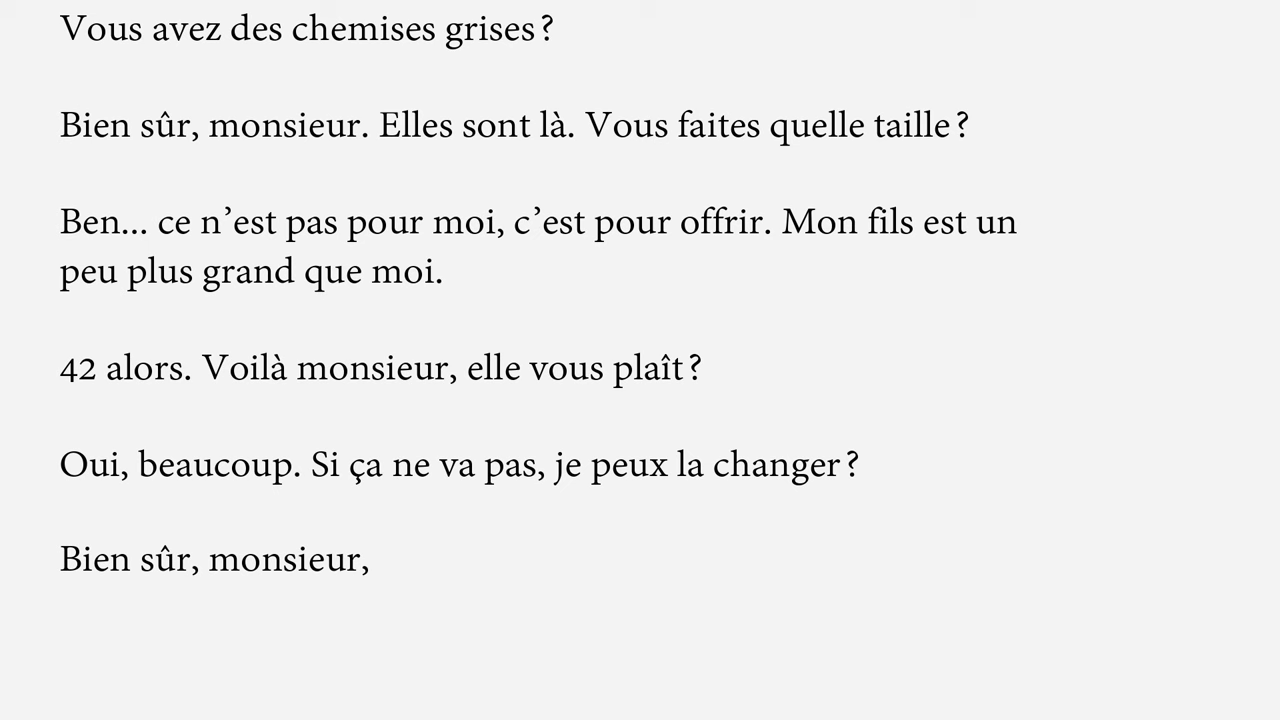 Vous avez des chemises grises ?
Bien sûr, monsieur. Elles sont là. Vous faites quelle taille ?
Ben... ce n’est pas pour moi, c’est pour offrir. Mon fils est un
peu plus grand que moi.
42 alors. Voilà monsieur, elle vous plaît ?
Oui, beaucoup. Si ça ne va pas, je peux la changer ?
Bien sûr, monsieur,